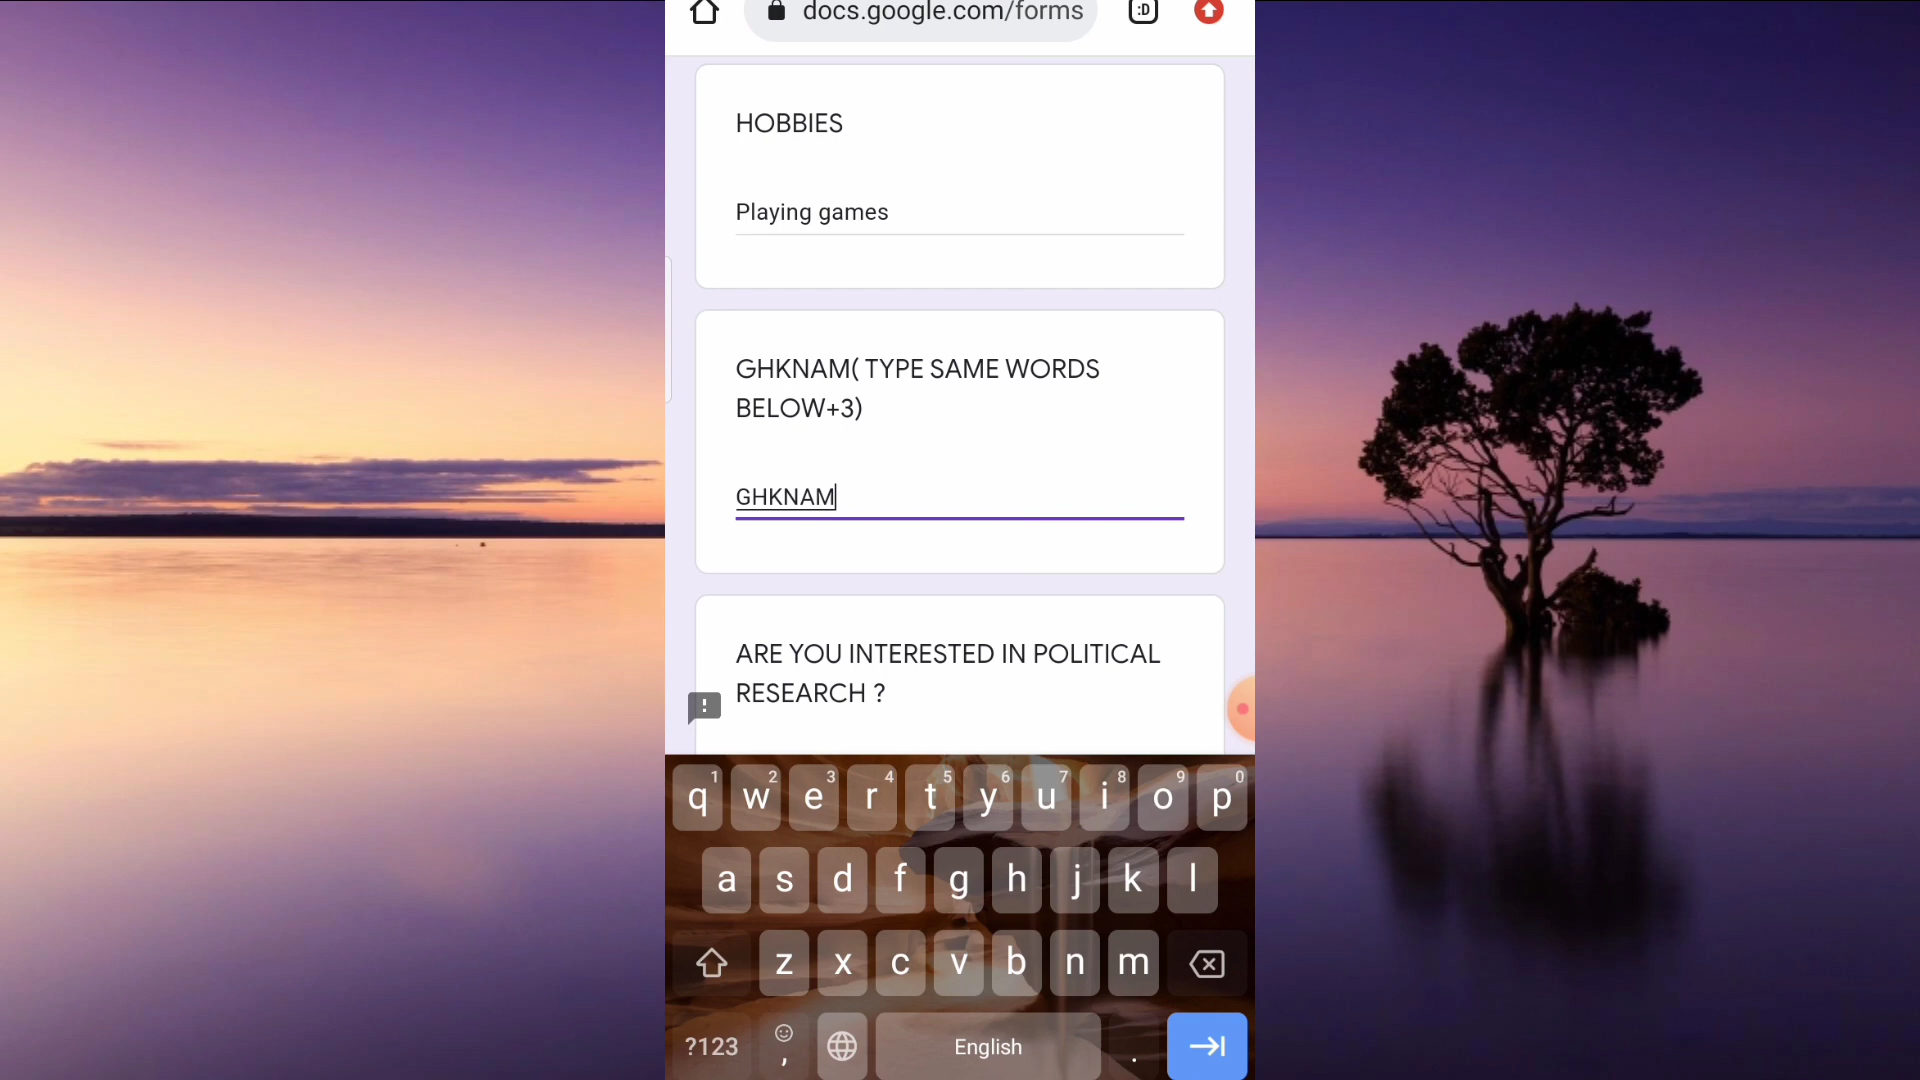 docs.google.com/forms :D
HOBBIES
Playing games
GHKNAM( TYPE SAME WORDS
BELOW+3)
GHKNAM
ARE YOU INTERESTED IN POLITICAL
RESEARCH ?
!
1 2 3 4 5 6 7 8 9 0
q w e r t y u i o p
a s d f g h j k l
z x c v b n m
?123 , English .